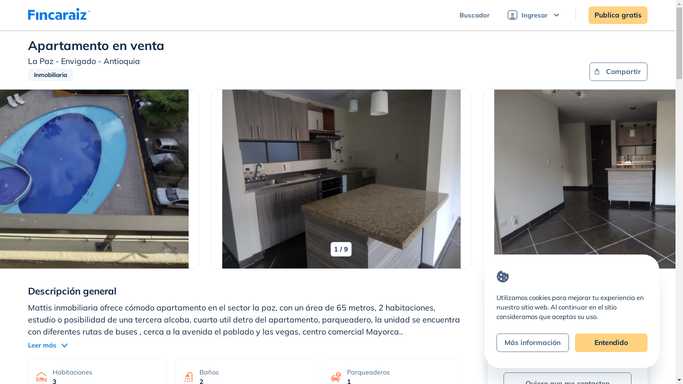 Fincaraíz
Buscador
Ingresar
Publica gratis
Apartamento en venta
La Paz - Envigado - Antioquia
Inmobiliaria
Compartir
1 / 9
Descripción general
Mattis inmobiliaria ofrece cómodo apartamento en el sector la paz, con un área de 65 metros, 2 habitaciones,
estudio o posibilidad de una tercera alcoba, cuarto util detro del apartamento, parqueadero, la unidad se encuentra
con diferentes rutas de buses , cerca a la avenida el poblado y las vegas, centro comercial Mayorca...
Leer más
Habitaciones
3
Baños
2
Parqueaderos
1
Utilizamos cookies para mejorar tu experiencia en
nuestro sitio web. Al continuar en el sitio
consideramos que aceptas su uso.
Más información
Entendido
Quiero que me contacten